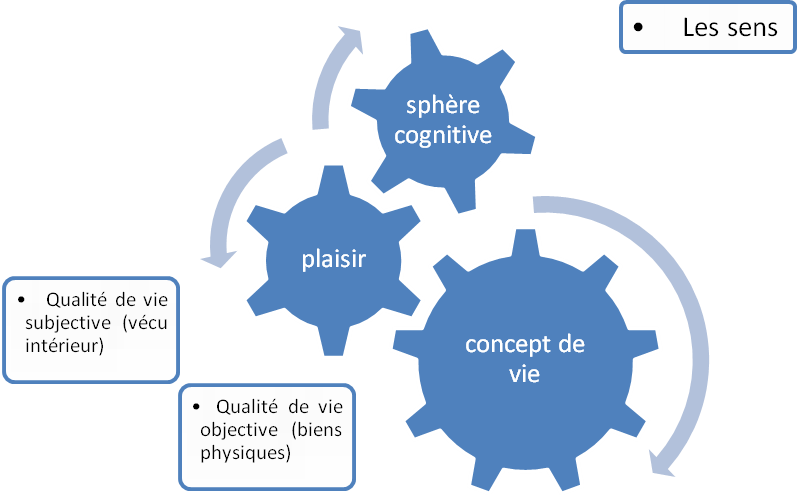 • Les sens
sphère
cognitive
plaisir
• Qualité de vie
subjective (vécu
intérieur)
concept de
vie
• Qualité de vie
objective (biens
physiques)